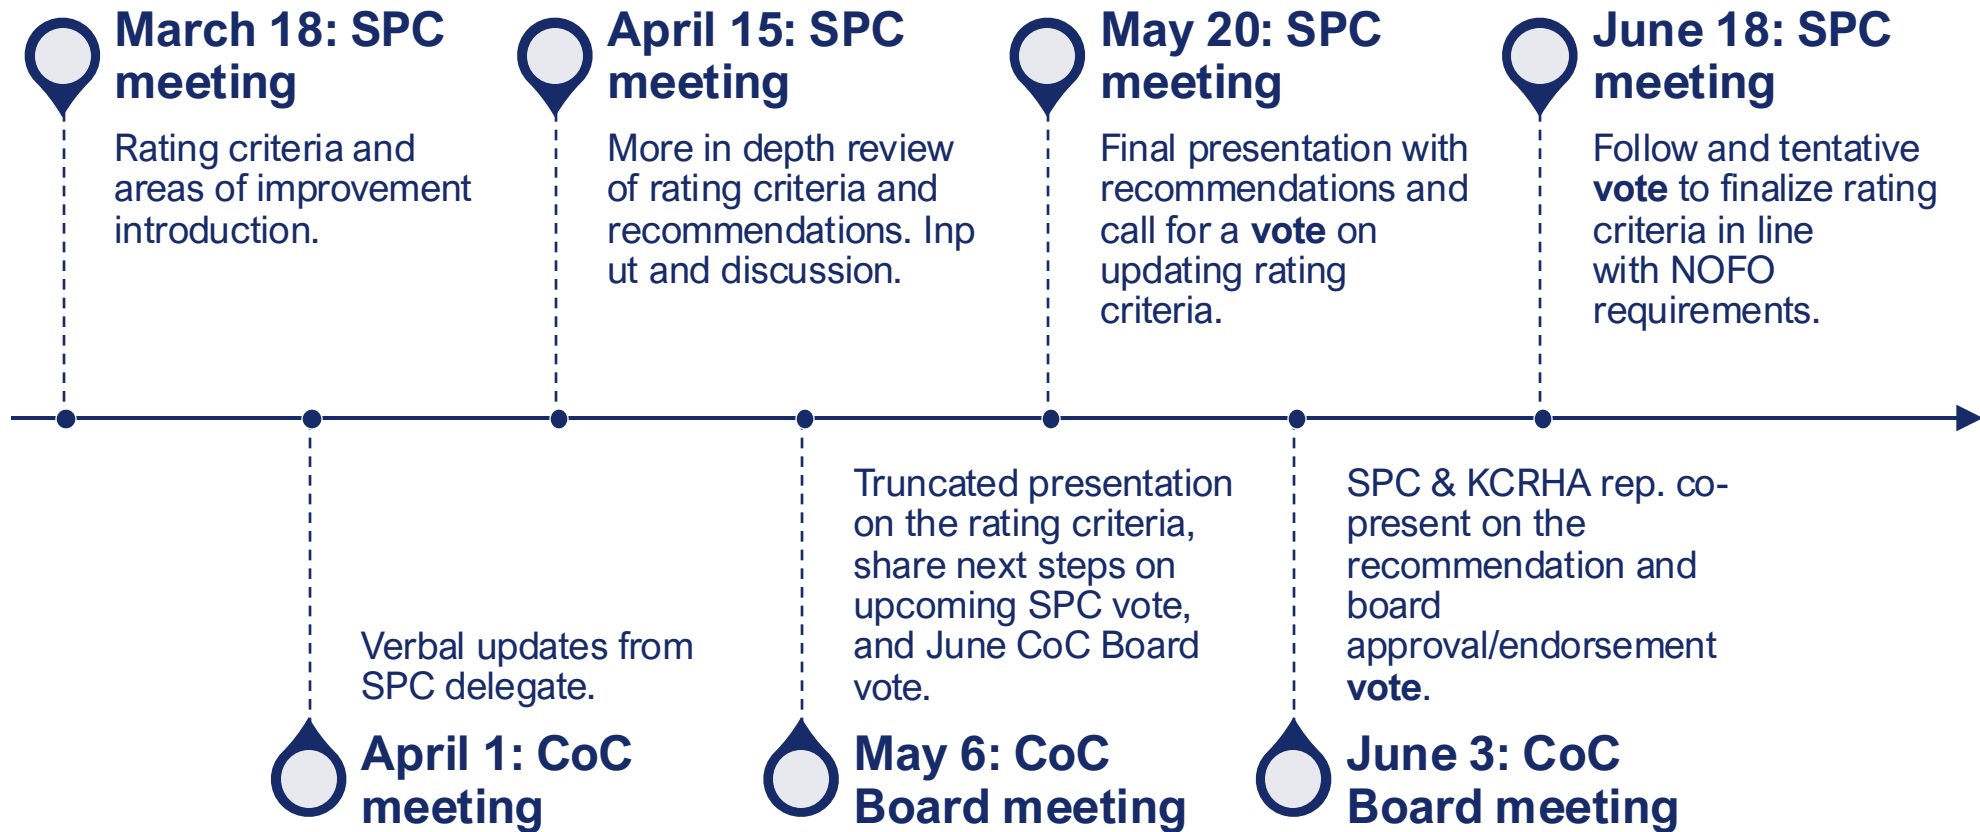 March 18: SPC
meeting
Rating criteria and
areas of improvement
introduction.
April 15: SPC
meeting
More in depth review
of rating criteria and
recommendations. Inp
ut and discussion.
May 20: SPC
meeting
Final presentation with
recommendations and
call for a vote on
updating rating
criteria.
June 18: SPC
meeting
Follow and tentative
vote to finalize rating
criteria in line
with NOFO
requirements.
Verbal updates from
SPC delegate.
April 1: CoC
meeting
Truncated presentation
on the rating criteria,
share next steps on
upcoming SPC vote,
and June CoC Board
vote.
May 6: CoC
Board meeting
SPC & KCRHA rep. co-
present on the
recommendation and
board
approval/endorsement
vote.
June 3: CoC
Board meeting